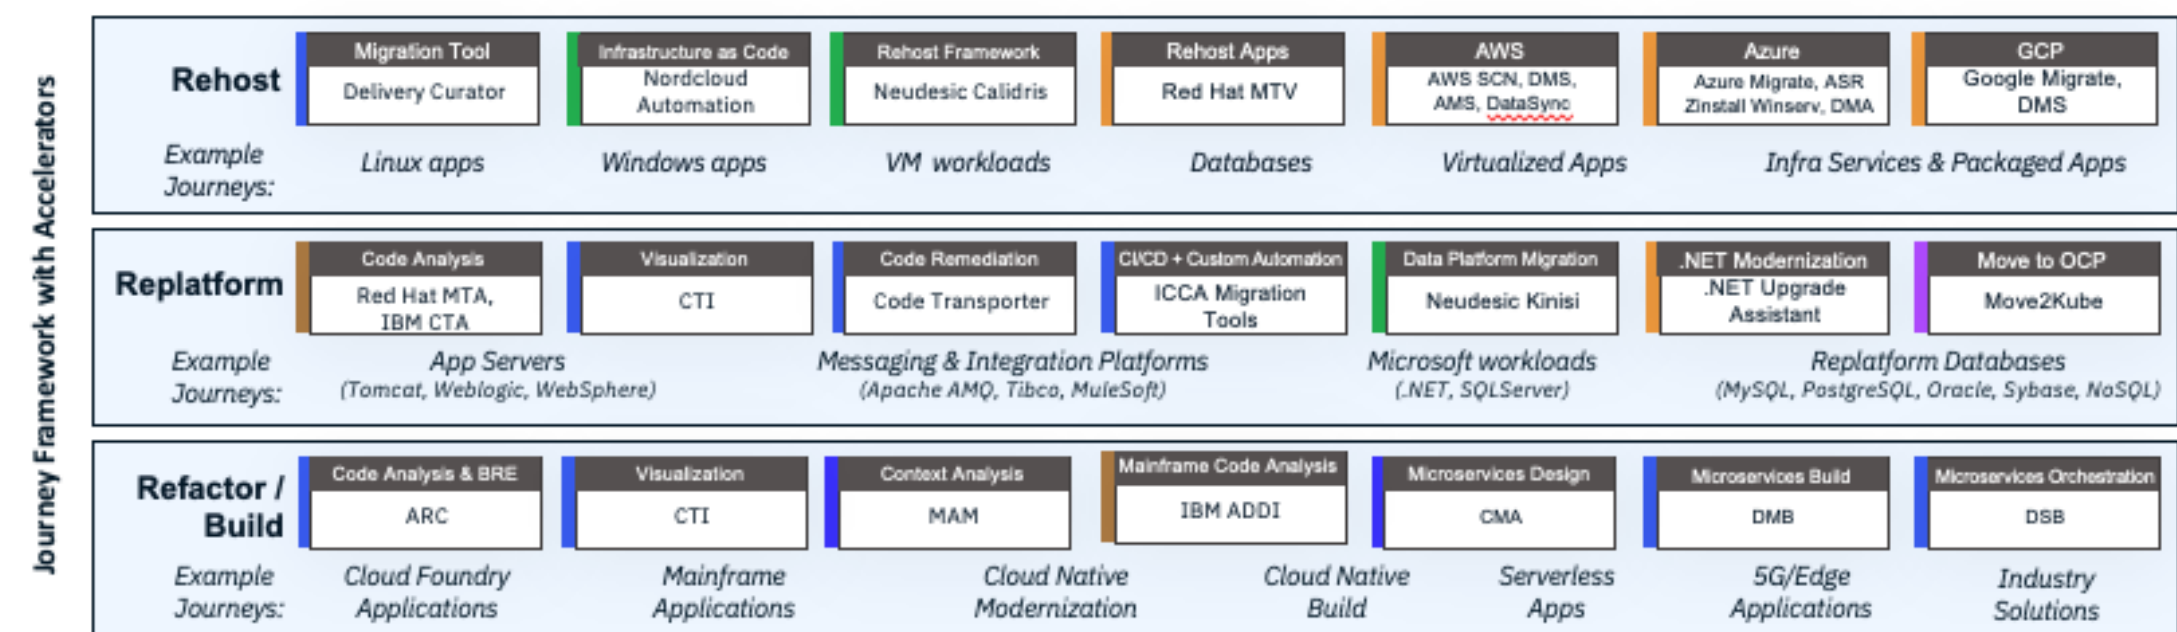 Journey Framework with Accelerators
Rehost
Migration Tool
Delivery Curator
Infrastructure as Code
Nordcloud
Automation
Rehost Framework
Neudesic Calidris
Rehost Apps
Red Hat MTV
AWS
AWS SCN, DMS,
AMS, DataSync
Azure
Azure Migrate, ASR
Zinstall Winserv, DMA
GCP
Google Migrate,
DMS
Example
Journeys:
Linux apps
Windows apps
VM workloads
Databases
Virtualized Apps
Infra Services & Packaged Apps
Replatform
Code Analysis
Red Hat MTA,
IBM CTA
Visualization
CTI
Code Remediation
Code Transporter
CI/CD + Custom Automation
ICCA Migration
Tools
Data Platform Migration
Neudesic Kinisi
.NET Modernization
.NET Upgrade
Assistant
Move to OCP
Move2Kube
Example
Journeys:
App Servers
(Tomcat, Weblogic, WebSphere)
Messaging & Integration Platforms
(Apache AMQ, Tibco, MuleSoft)
Microsoft workloads
(.NET, SQLServer)
Replatform Databases
(MySQL, PostgreSQL, Oracle, Sybase, NoSQL)
Refactor /
Build
Code Analysis & BRE
ARC
Visualization
CTI
Context Analysis
MAM
Mainframe Code Analysis
IBM ADDI
Microservices Design
CMA
Microservices Build
DMB
Microservices Orchestration
DSB
Example
Journeys:
Cloud Foundry
Applications
Mainframe
Applications
Cloud Native
Modernization
Cloud Native
Build
Serverless
Apps
5G/Edge
Applications
Industry
Solutions